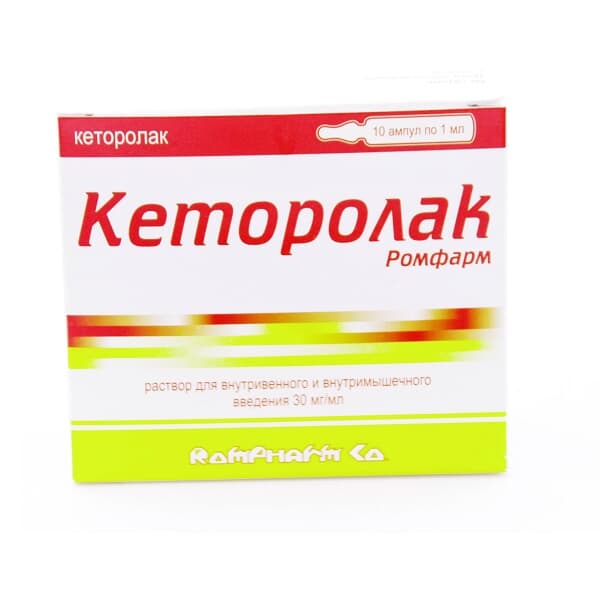 кеторолак
10 ампул по 1 мл
Кеторолак
Ромфарм
раствор для внутривенного и внутримышечного
введения 30 мг/мл
RomPharm Co.